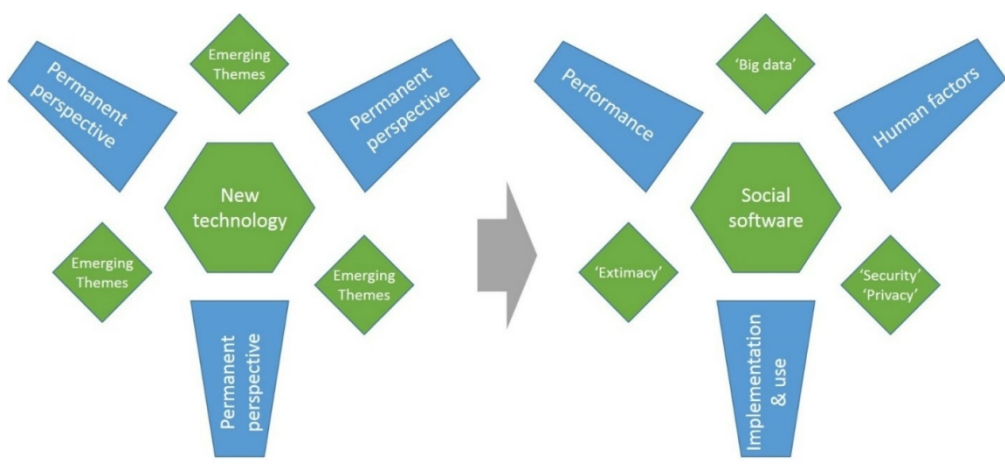 Emerging
Themes
Permanent
perspective
Permanent
perspective
New
technology
Emerging
Themes
Emerging
Themes
Permanent
perspective
'Big data'
Performance
Human factors
Social
software
'Extimacy'
'Security'
'Privacy'
Implementation
& use